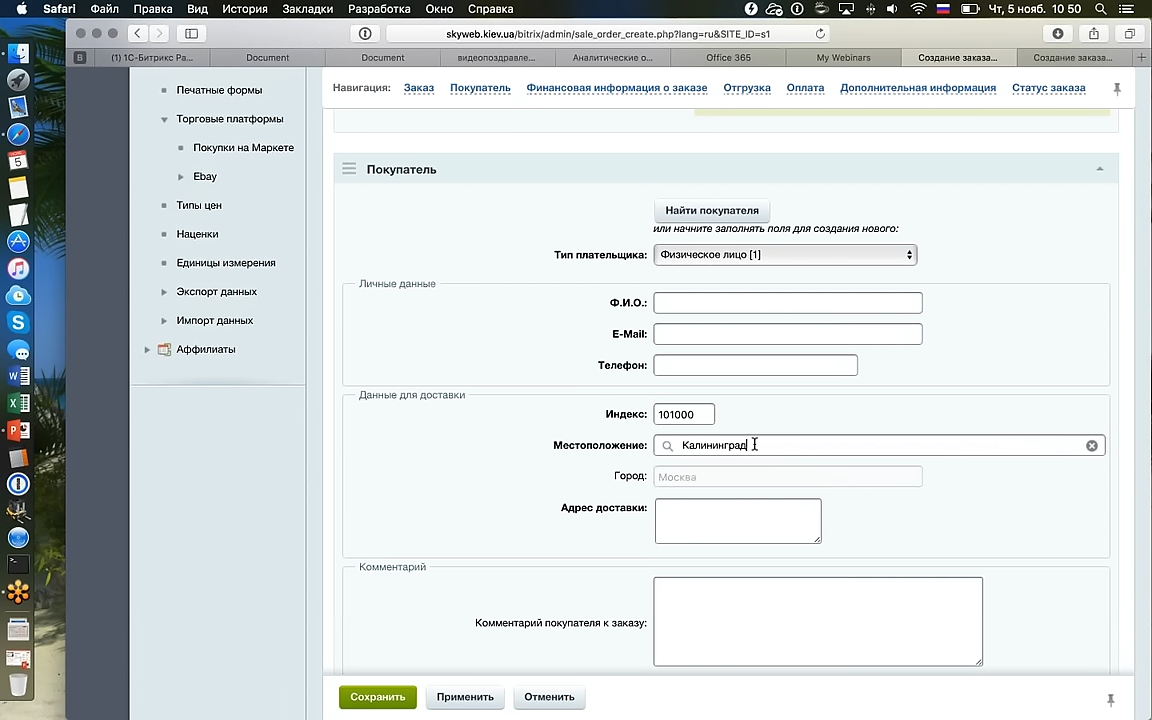 Safari Файл Правка Вид История Закладки Разработка Окно Справка Чт, 5 нояб. 10 50
skyweb.kiev.ua/bitrix/admin/sale_order_create.php?lang=ru&SITE_ID=s1
B (1) 1С-Битрикс Ра... Document Document видеопоздравле... Аналитические о... Office 365 My Webinars Создание заказа... Создание заказа...
Навигация: Заказ Покупатель Финансовая информация о заказе Отгрузка Оплата Дополнительная информация Статус заказа
Печатные формы
Торговые платформы
Покупки на Маркете
Ebay
Типы цен
Наценки
Единицы измерения
Экспорт данных
Импорт данных
Аффилиаты
Покупатель
Найти покупателя
или начните заполнять поля для создания нового:
Тип плательщика: Физическое лицо [1]
Личные данные
Ф.И.О.:
E-Mail:
Телефон:
Данные для доставки
Индекс: 101000
Местоположение: Калининград
Город: Москва
Адрес доставки:
Комментарий
Комментарий покупателя к заказу:
Сохранить Применить Отменить